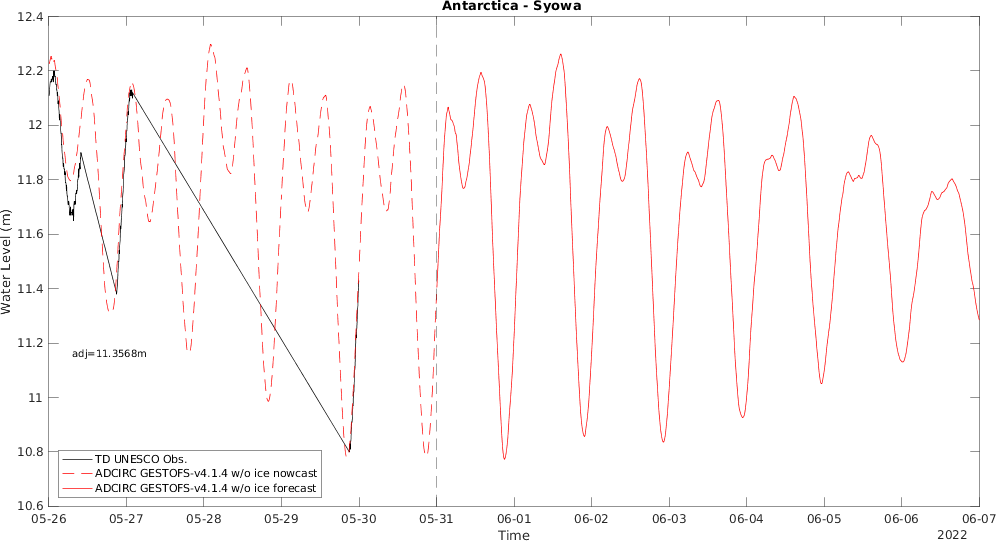 Antarctica - Syowa
12.4
12.2
12
11.8
11.6
11.4
11.2
11
10.8
10.6
Water Level (m)
adj=11.3568m
TD UNESCO Obs.
ADCIRC GESTOFS-v4.1.4 w/o ice nowcast
ADCIRC GESTOFS-v4.1.4 w/o ice forecast
05-26 05-27 05-28 05-29 05-30 05-31 06-01 06-02 06-03 06-04 06-05 06-06 06-07
Time
2022